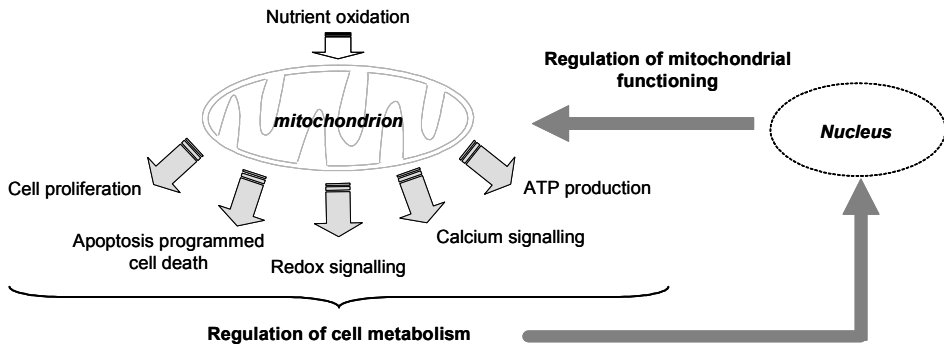 Nutrient oxidation
Regulation of mitochondrial
functioning
mitochondrion
Nucleus
Cell proliferation
ATP production
Apoptosis programmed
cell death
Redox signalling
Calcium signalling
Regulation of cell metabolism